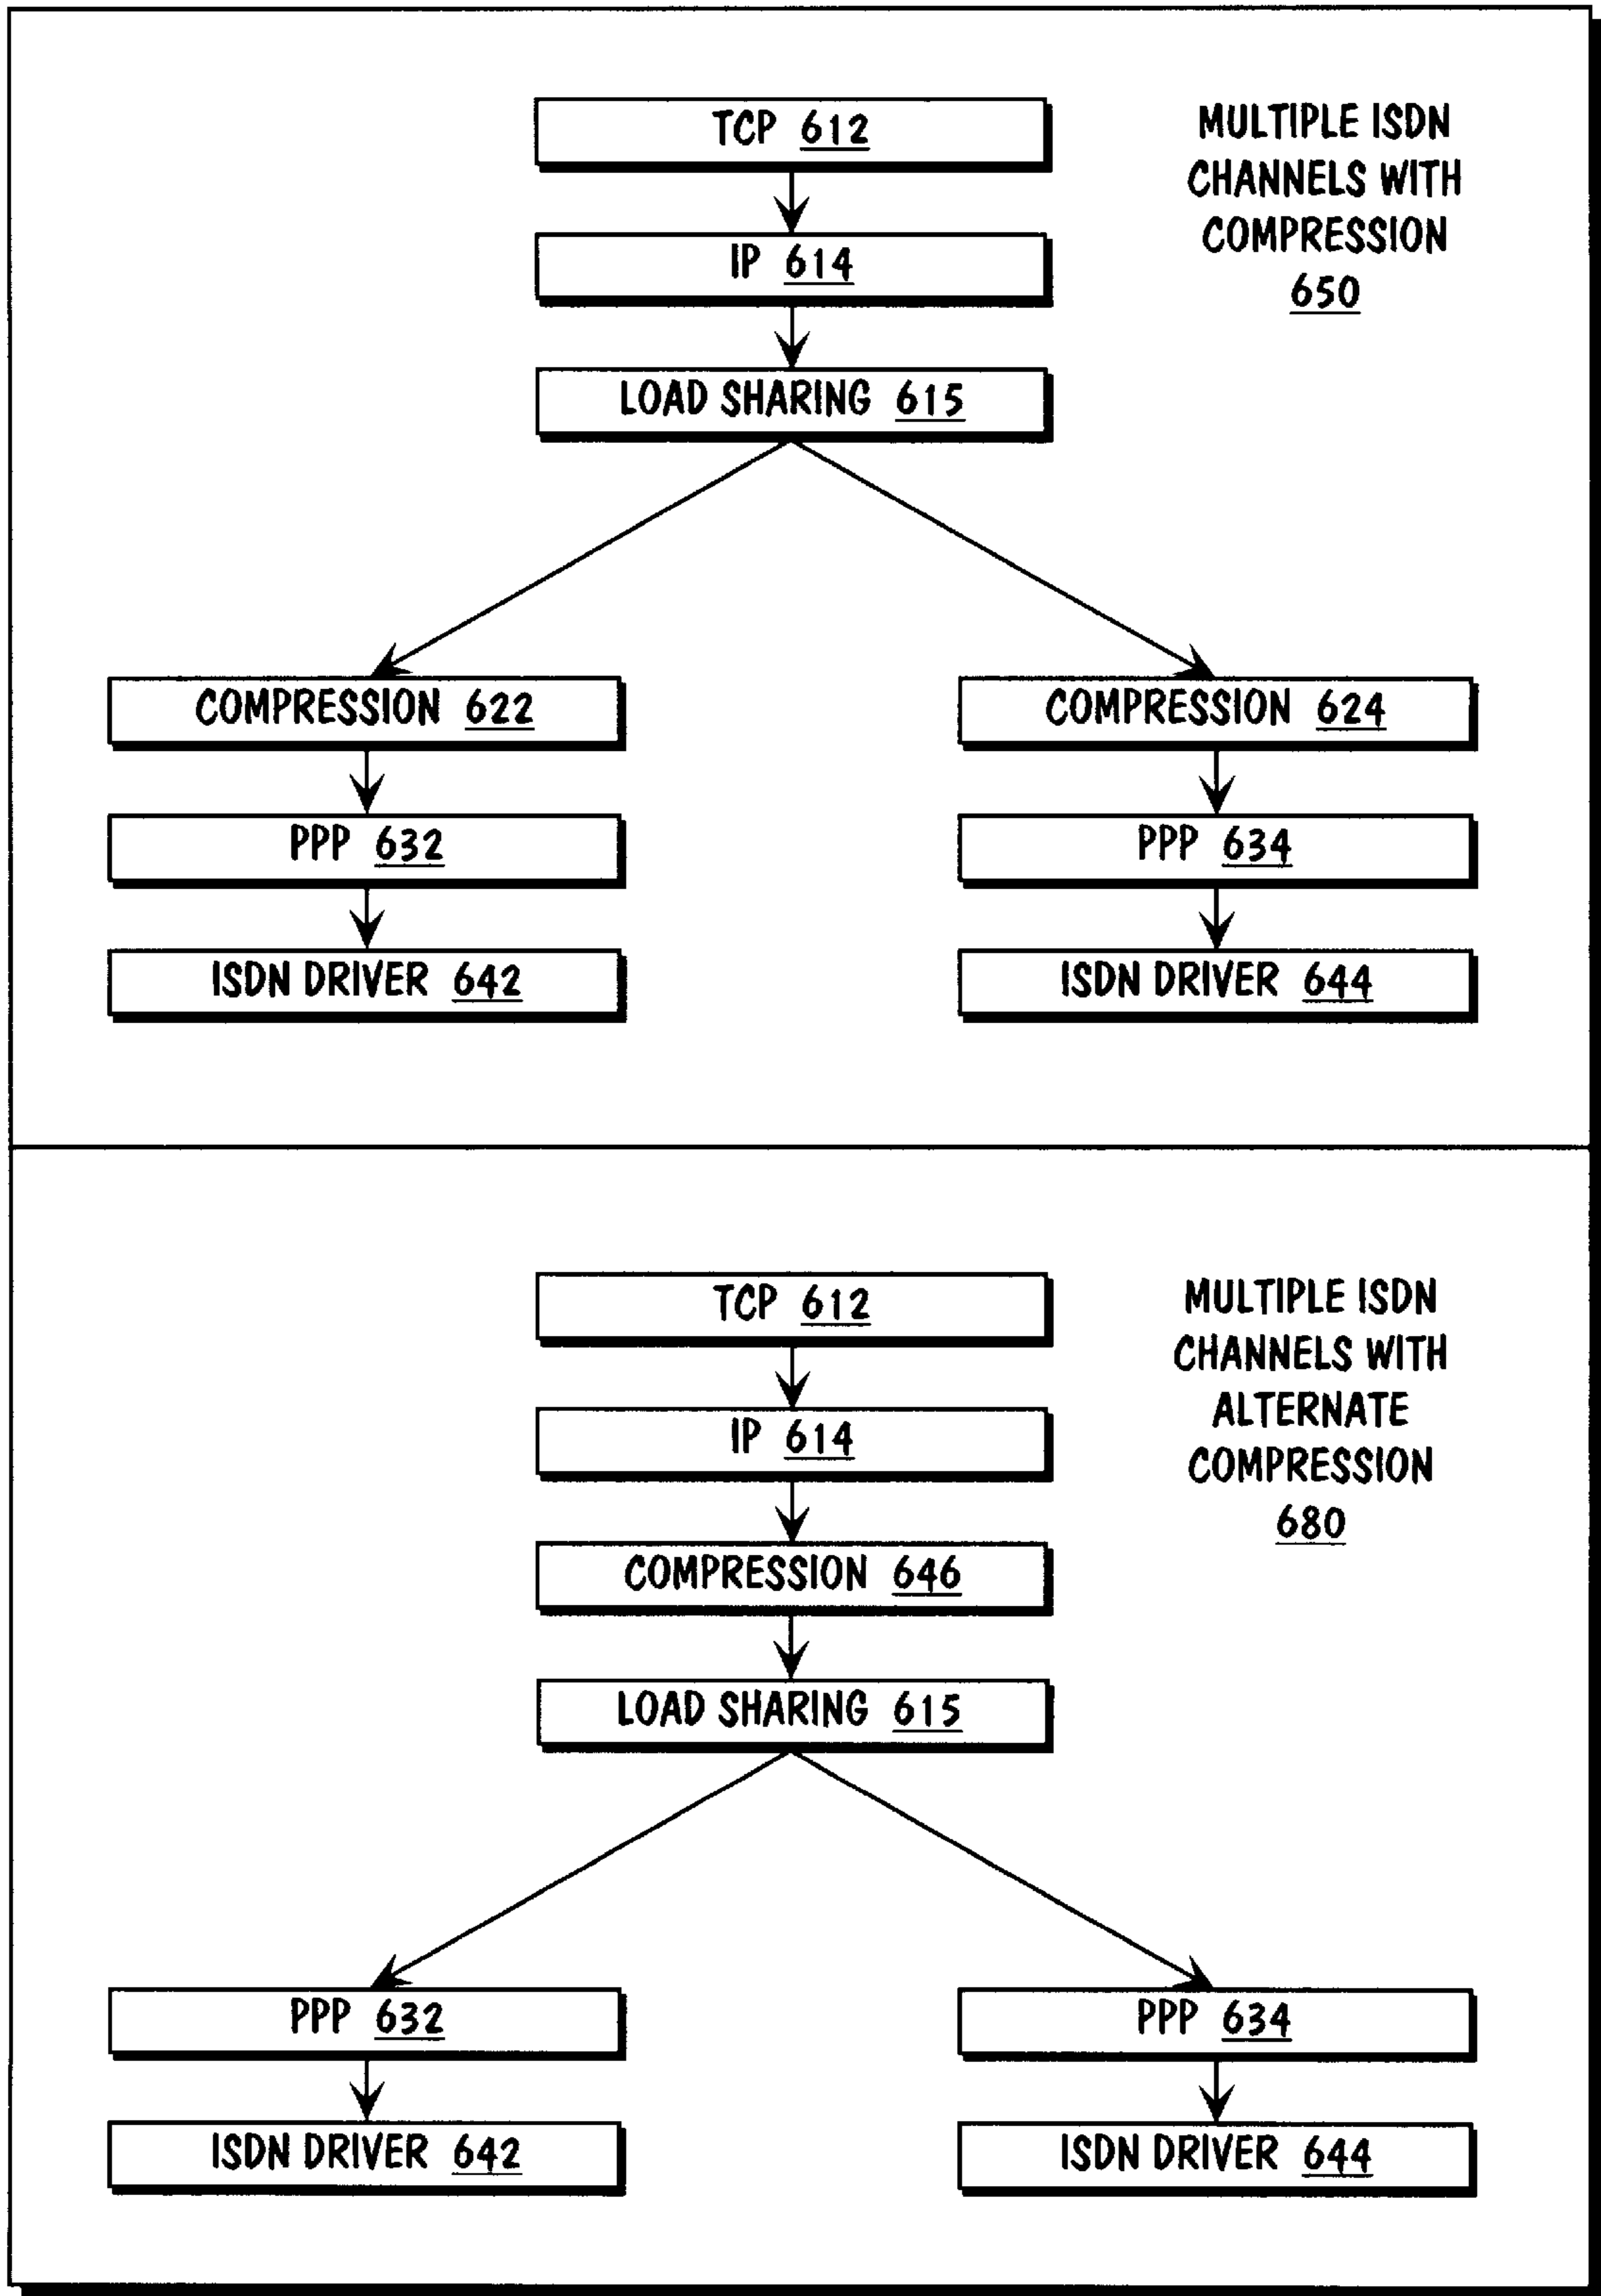 TCP 612
MULTIPLE ISDN
CHANNELS WITH
COMPRESSION
650
IP 614
LOAD SHARING 615
COMPRESSION 622
COMPRESSION 624
PPP 632
PPP 634
ISDN DRIVER 642
ISDN DRIVER 644
TCP 612
MULTIPLE ISDN
CHANNELS WITH
ALTERNATE
COMPRESSION
680
IP 614
COMPRESSION 646
LOAD SHARING 615
PPP 632
PPP 634
ISDN DRIVER 642
ISDN DRIVER 644